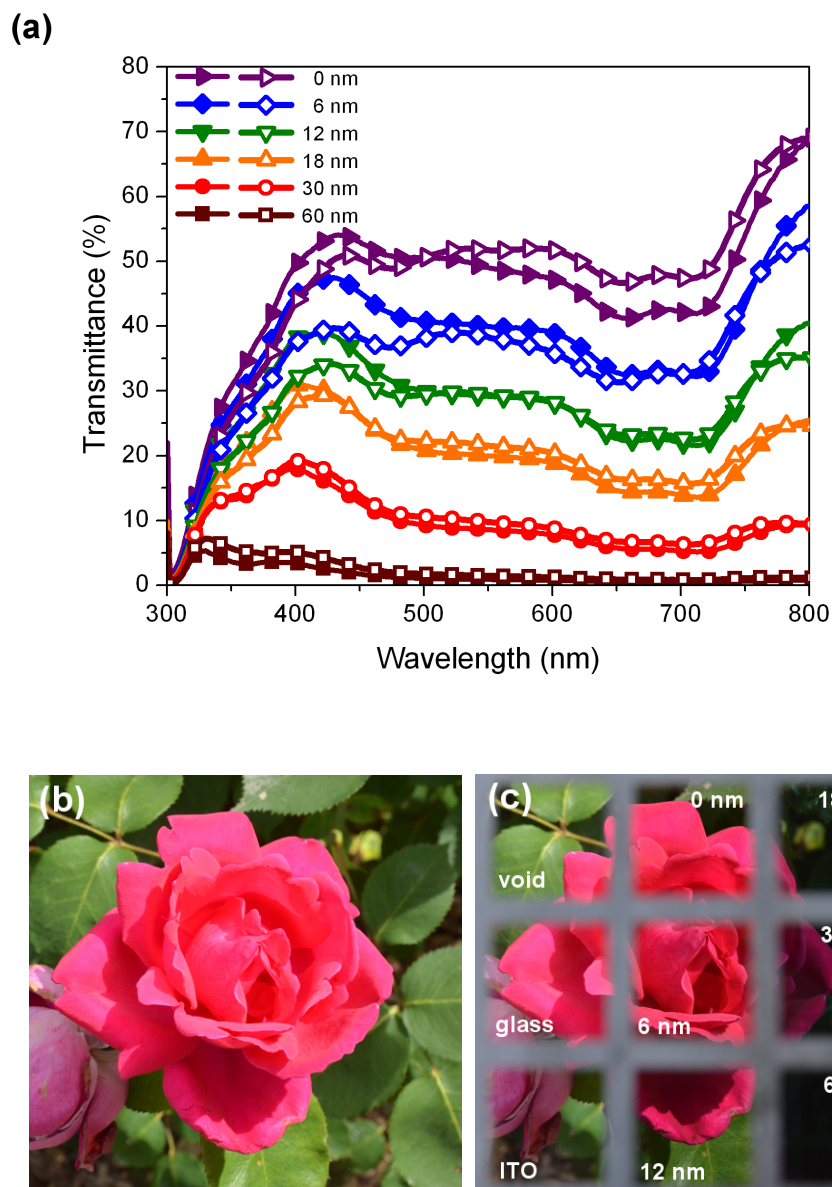 (a)
80
70
60
50
40
30
20
10
0
Transmittance (%)
0 nm
6 nm
12 nm
18 nm
30 nm
60 nm
300 400 500 600 700 800
Wavelength (nm)
(b)
(c)
0 nm
void
glass
6 nm
ITO
12 nm